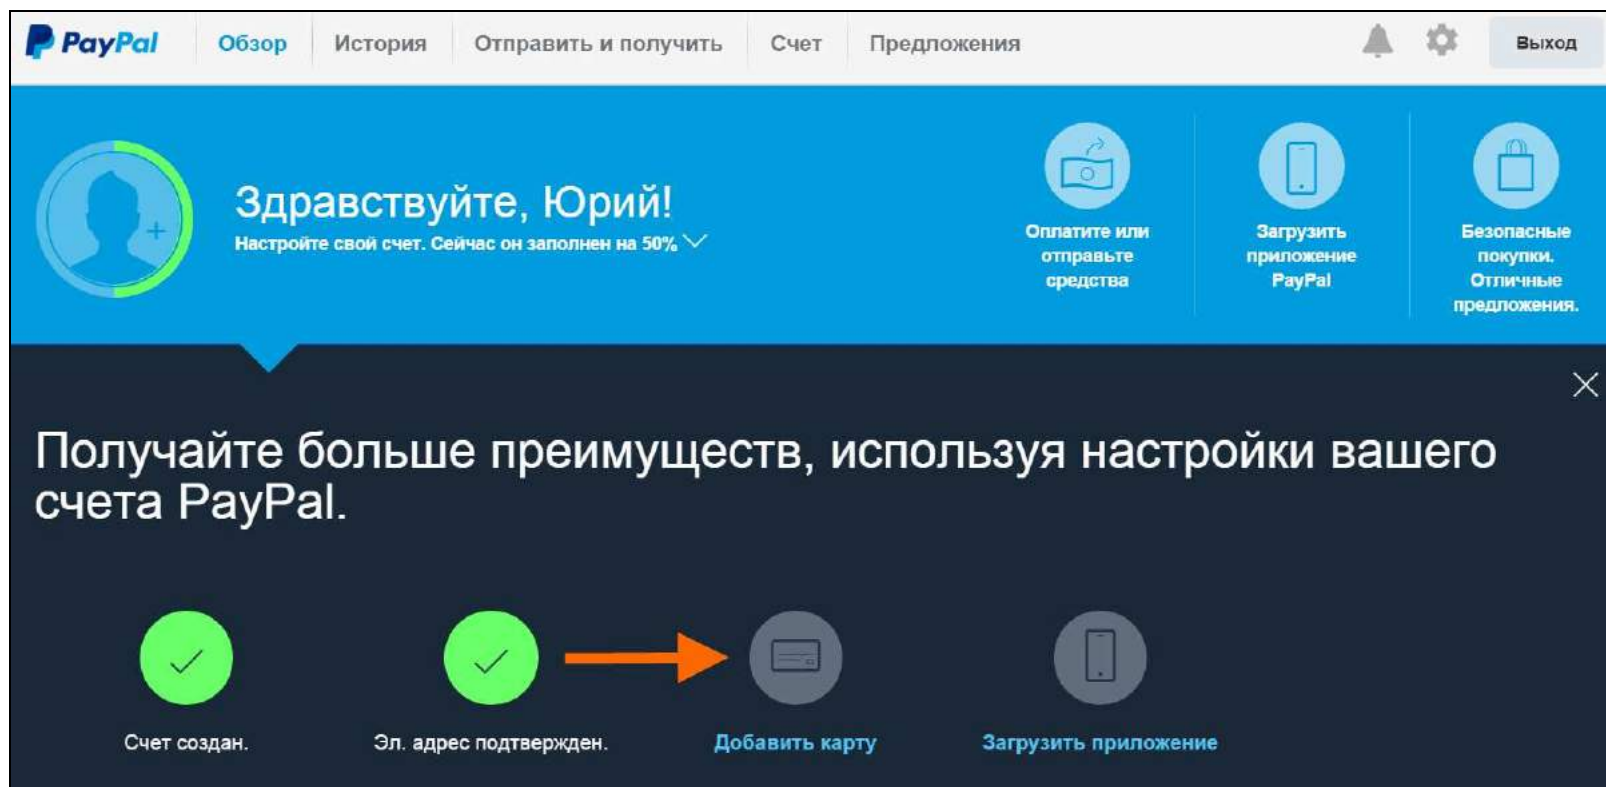 PayPal Обзор История Отправить и получить Счет Предложения Выход
Здравствуйте, Юрий!
Настройте свой счет. Сейчас он заполнен на 50%
Оплатите или
отправьте
средства
Загрузить
приложение
PayPal
Безопасные
покупки.
Отличные
предложения.
Получайте больше преимуществ, используя настройки вашего
счета PayPal.
Счет создан.
Эл. адрес подтвержден.
Добавить карту
Загрузить приложение